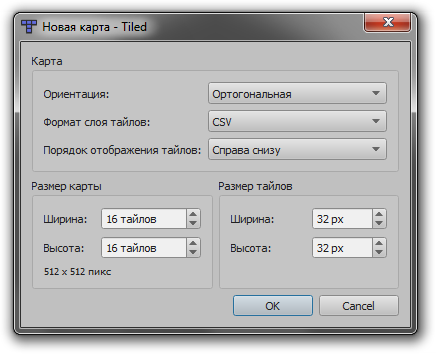 Новая карта - Tiled
Карта
Ориентация: Ортогональная
Формат слоя тайлов: CSV
Порядок отображения тайлов: Справа снизу
Размер карты Размер тайлов
Ширина: 16 тайлов Ширина: 32 px
Высота: 16 тайлов Высота: 32 px
512 x 512 пикс
OK Cancel